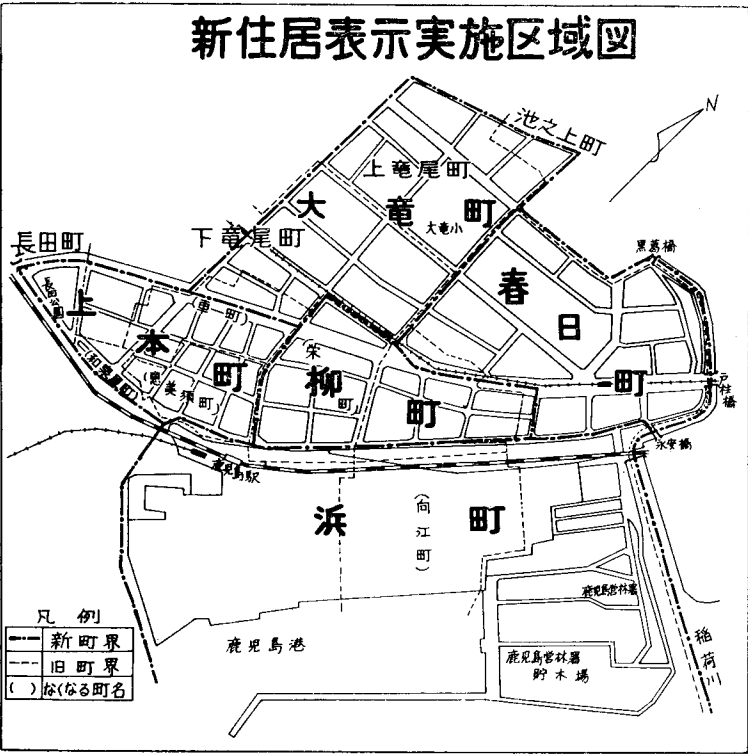 新住居表示実施区域図
N
池之上町
上竜尾町
大竜町
大竜小
下竜尾町
長田町
長田公園
黒葛橋
春日町
上本町
(車町)
(和泉屋町)
(恵美須町)
柳町
(栄町)
戸柱橋
永安橋
鹿児島駅
浜町
(向江町)
鹿児島営林署
鹿児島港
鹿児島営林署
貯木場
稲荷川
凡例
新町界
旧町界
( ) なくなる町名